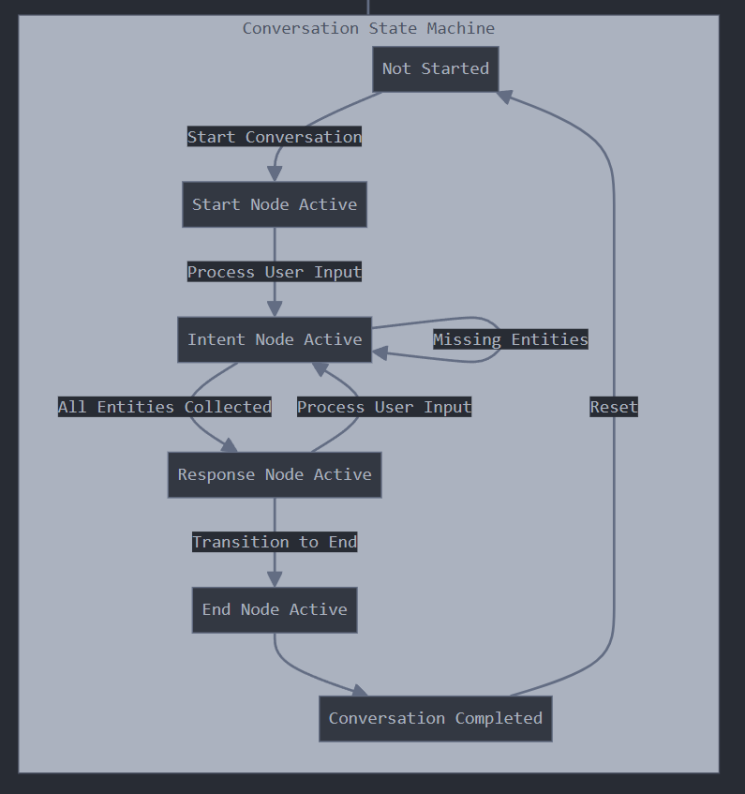 Conversation State Machine
Not Started
Start Conversation
Start Node Active
Process User Input
Intent Node Active
Missing Entities
All Entities Collected
Process User Input
Reset
Response Node Active
Transition to End
End Node Active
Conversation Completed